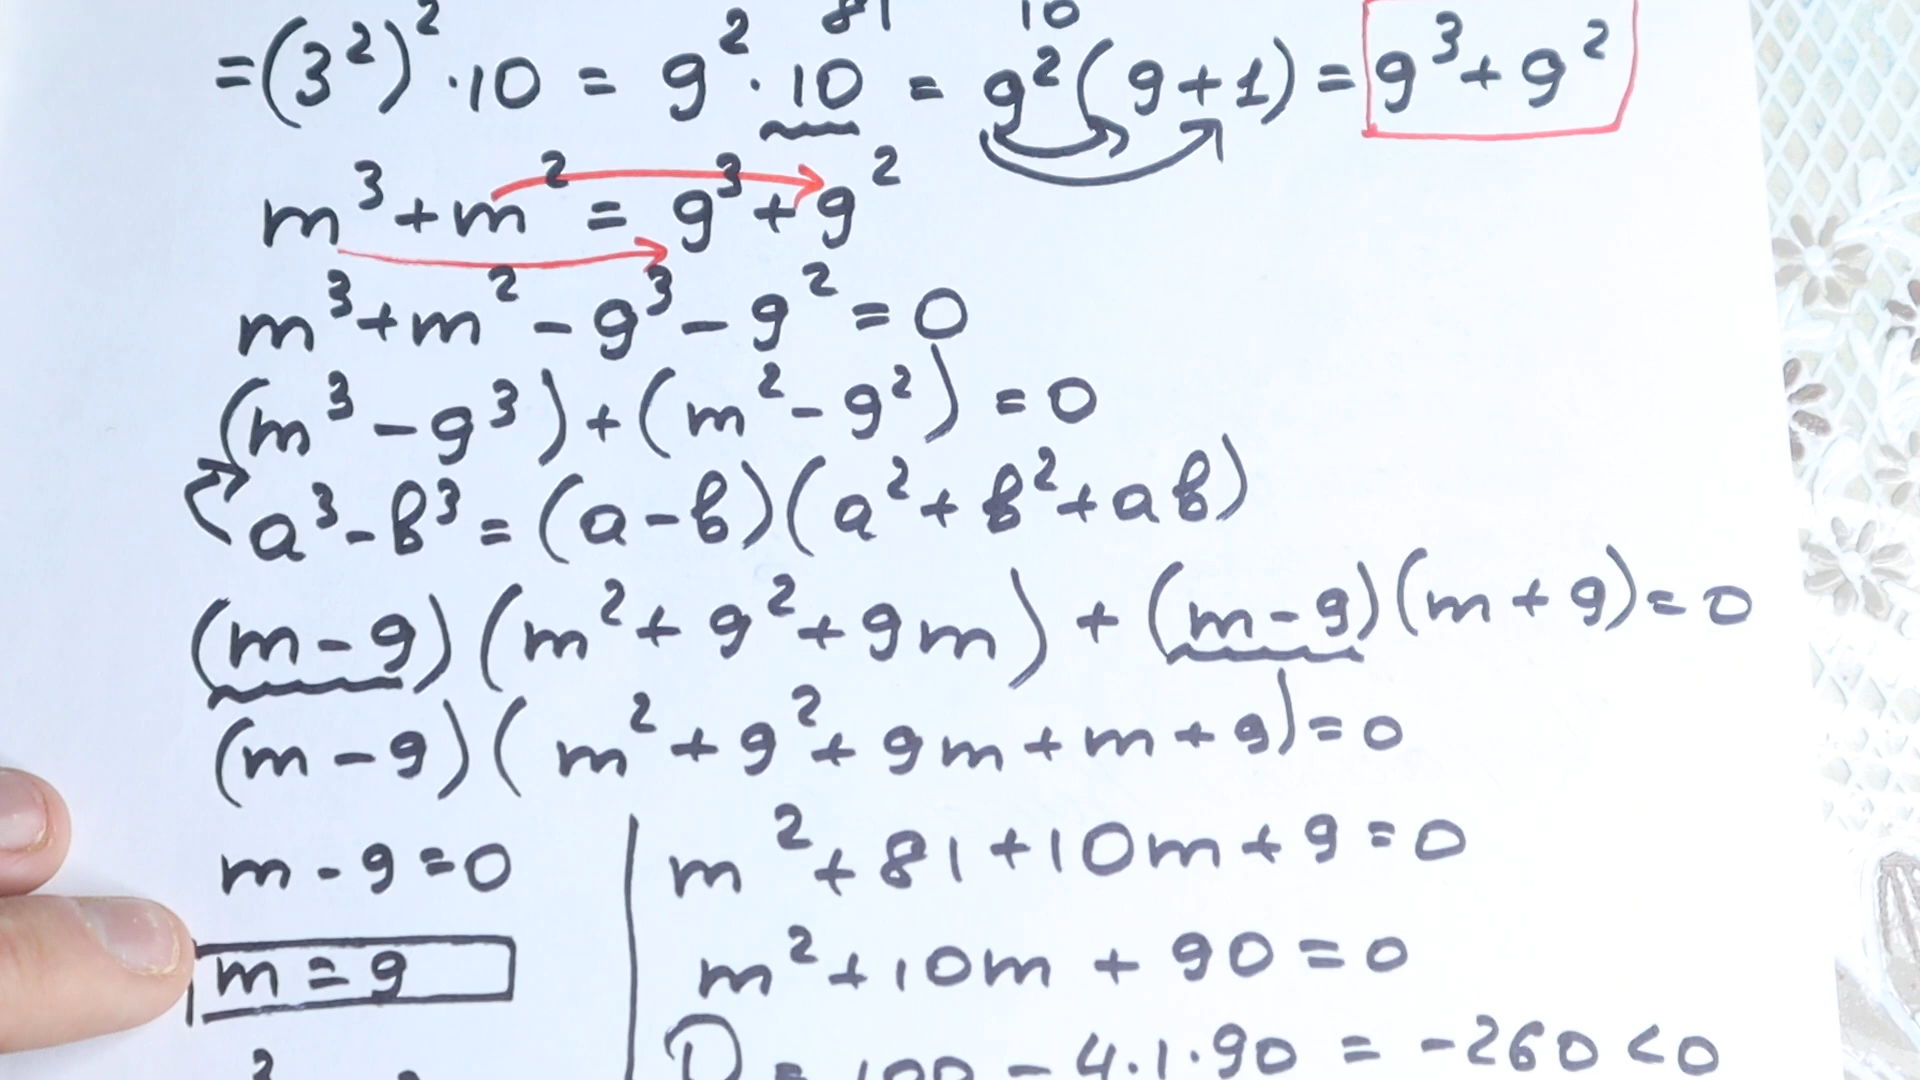 81 10
=(3²)²·10 = 9²·10 = 9²(9+1) = 9³+9²
m³+m² = 9³+9²
m³+m²-9³-9² = 0
(m³-9³)+(m²-9²) = 0
a³-b³ = (a-b)(a²+b²+ab)
(m-9)(m²+9²+9m)+(m-9)(m+9)=0
(m-9)(m²+9²+9m+m+9)=0
m-9=0
m=9
m²+81+10m+9=0
m²+10m+90=0
D=100-4·1·90=-260<0